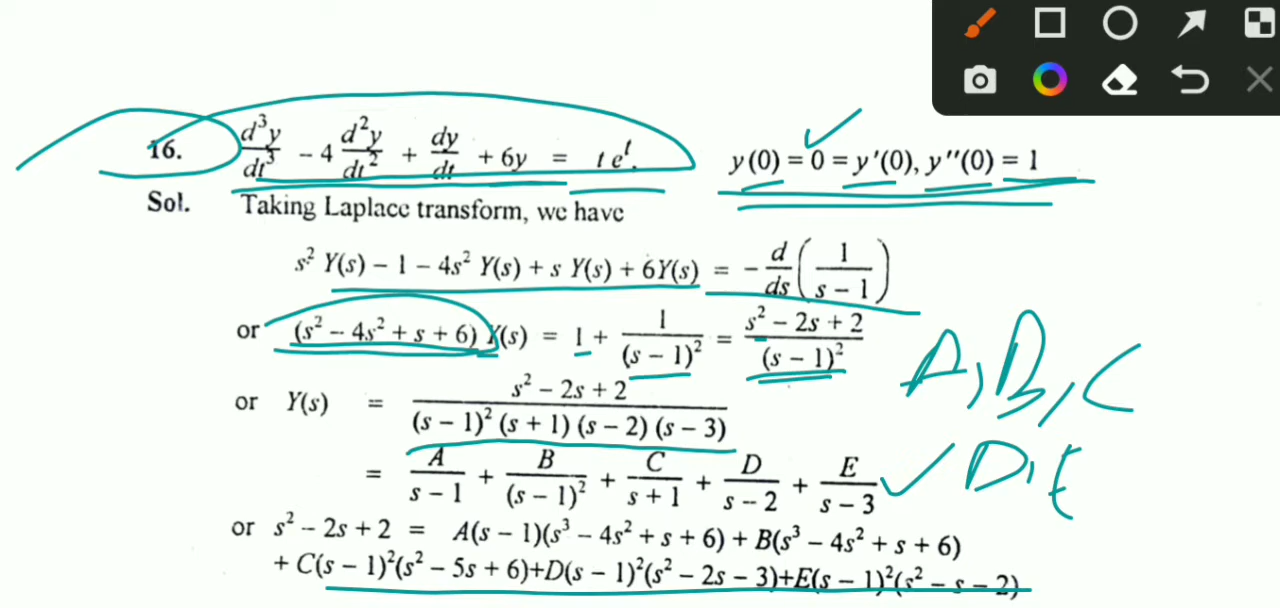 16. d³y/dt³ − 4 d²y/dt² + dy/dt + 6y = t eᵗ. y(0) = 0 = y′(0), y″(0) = 1
Sol. Taking Laplace transform, we have
s² Y(s) − 1 − 4s² Y(s) + s Y(s) + 6Y(s) = − d/ds (1/(s − 1))
or (s² − 4s² + s + 6) Y(s) = 1 + 1/(s − 1)² = (s² − 2s + 2)/(s − 1)²
or Y(s) = (s² − 2s + 2)/((s − 1)² (s + 1) (s − 2) (s − 3))
= A/(s − 1) + B/(s − 1)² + C/(s + 1) + D/(s − 2) + E/(s − 3)
or s² − 2s + 2 = A(s − 1)(s³ − 4s² + s + 6) + B(s³ − 4s² + s + 6)
+ C(s − 1)²(s² − 5s + 6)+D(s − 1)²(s² − 2s − 3)+E(s − 1)²(s² − s − 2)
A, B, C
D, E